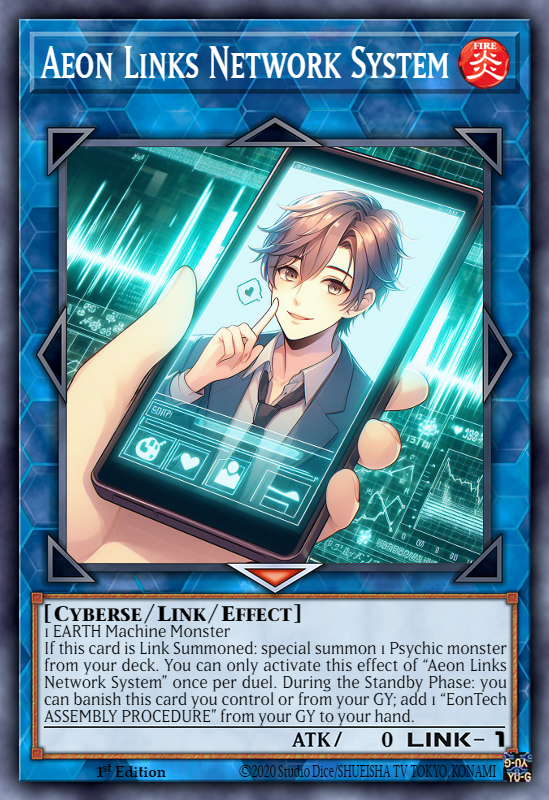 Aeon Links Network System
FIRE
炎
[Cyberse/Link/Effect]
1 EARTH Machine Monster
If this card is Link Summoned: special summon 1 Psychic monster
from your deck. You can only activate this effect of “Aeon Links
Network System” once per duel. During the Standby Phase: you
can banish this card you control or from your GY; add 1 “EonTech
ASSEMBLY PROCEDURE” from your GY to your hand.
ATK/ 0 LINK-1
1st Edition ©2020 Studio Dice/SHUEISHA TV TOKYO, KONAMI